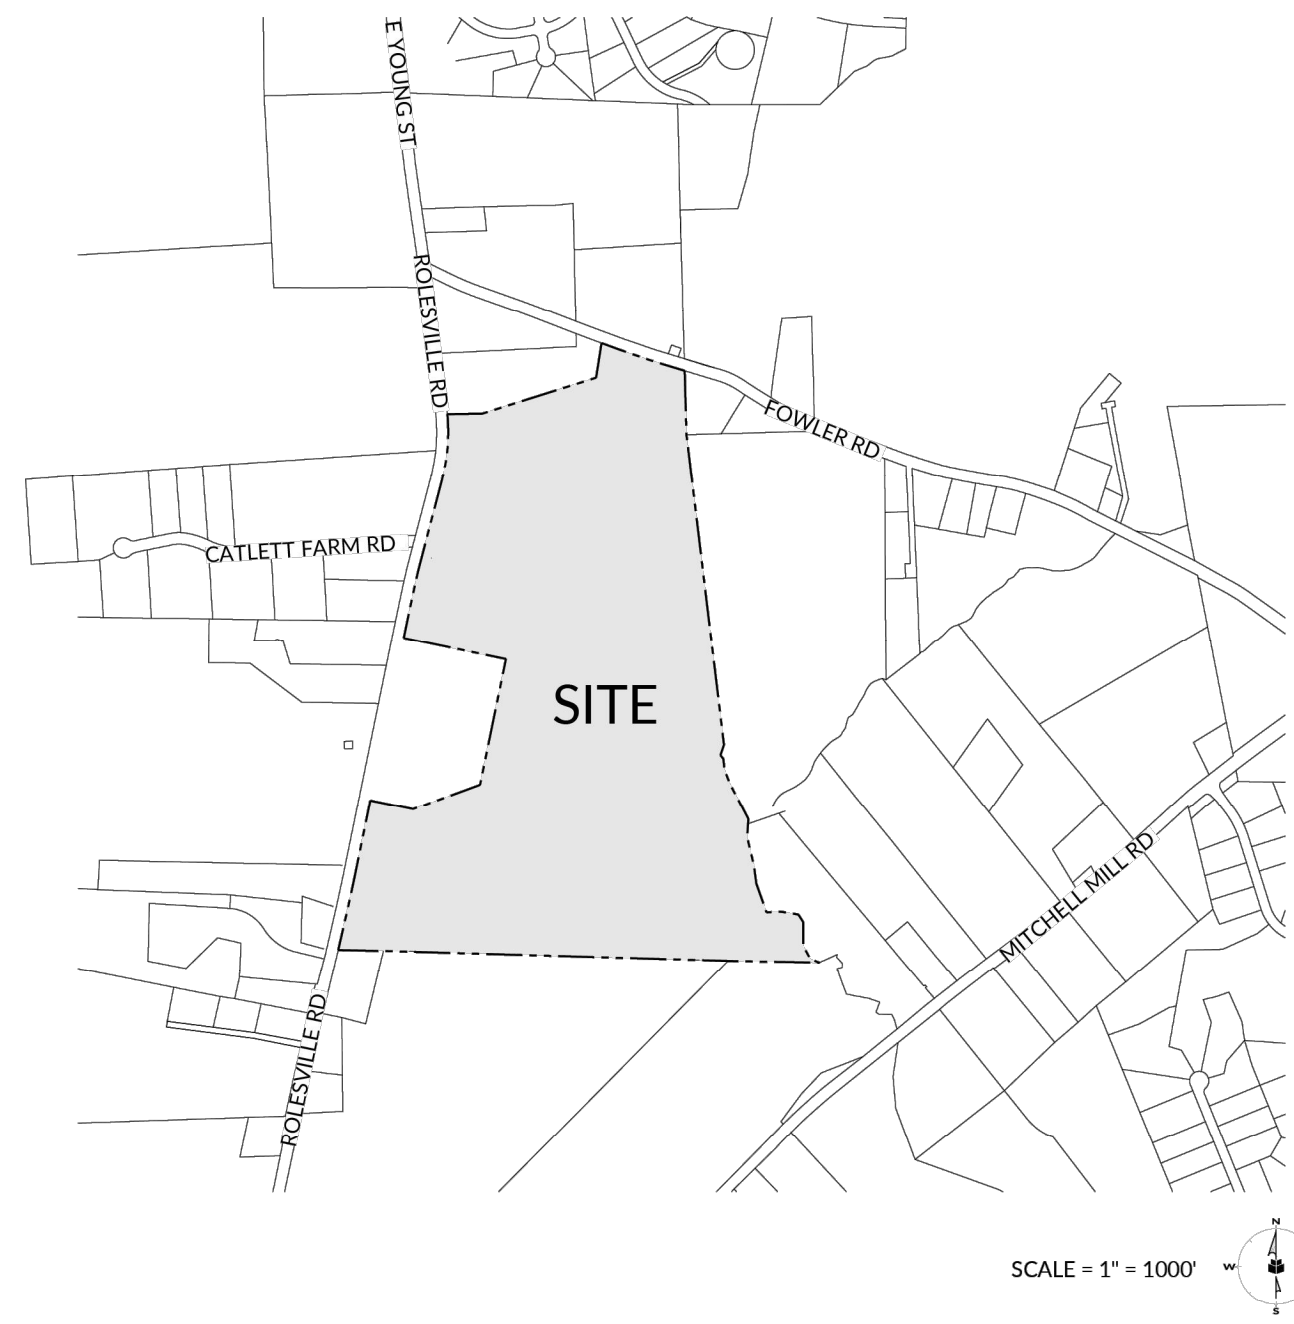 E YOUNG ST
ROLESVILLE RD
FOWLER RD
CATLETT FARM RD
SITE
MITCHELL MILL RD
ROLESVILLE RD
N
SCALE = 1" = 1000'
W
S